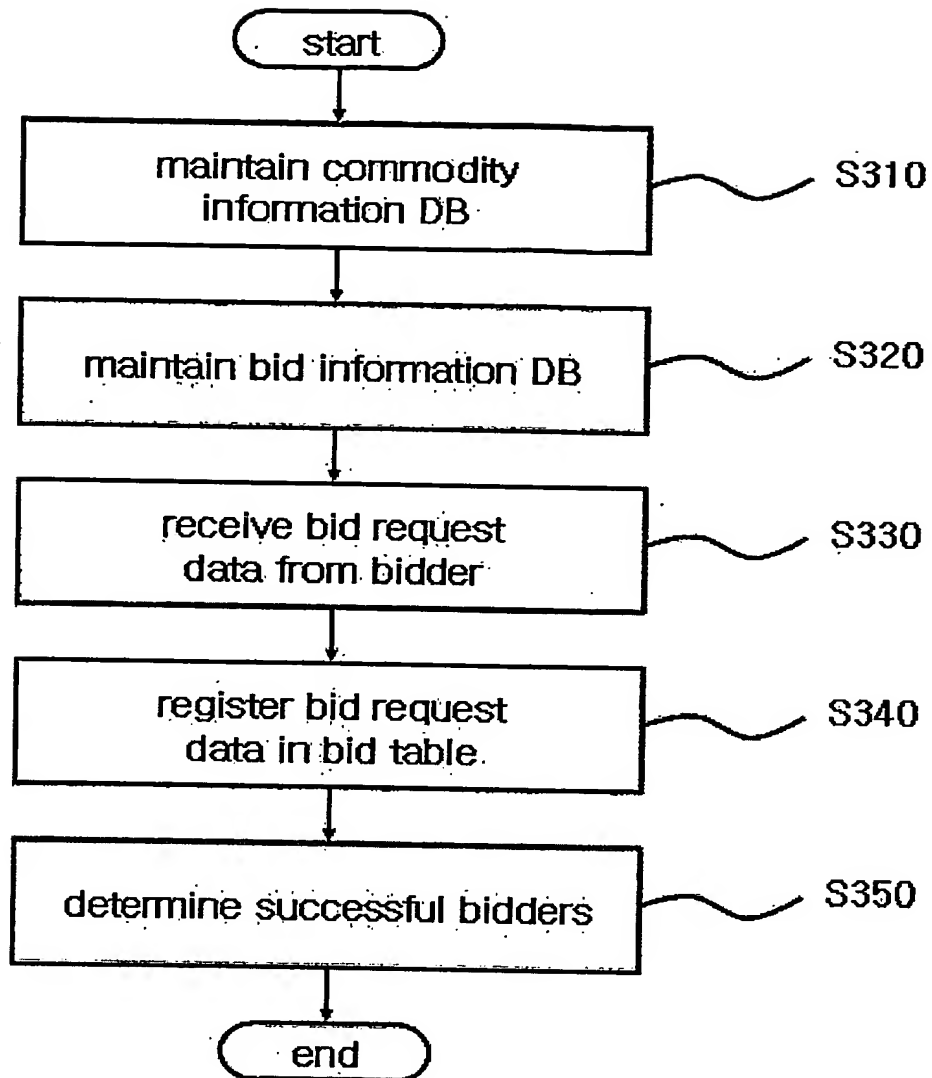 start
maintain commodity
information DB
S310
maintain bid information DB
S320
receive bid request
data from bidder
S330
register bid request
data in bid table
S340
determine successful bidders
S350
end